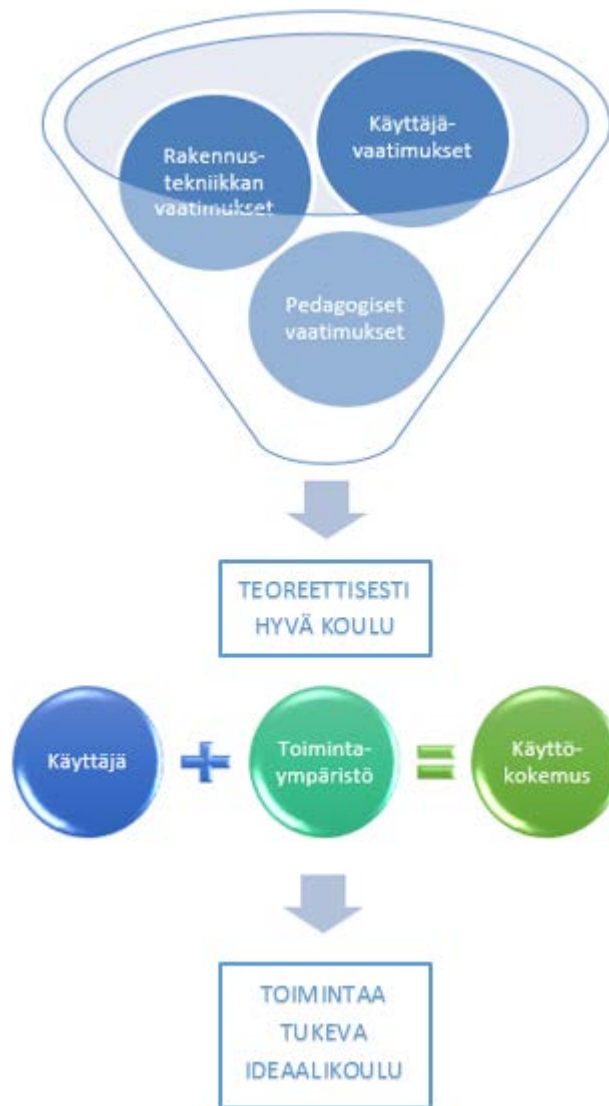 Käyttäjä-
vaatimukset
Rakennus-
tekniikkan
vaatimukset
Pedagogiset
vaatimukset
TEOREETTISESTI
HYVÄ KOULU
Käyttäjä
Toiminta-
ympäristö
Käyttö-
kokemus
TOIMINTAA
TUKEVA
IDEAALIKOULU